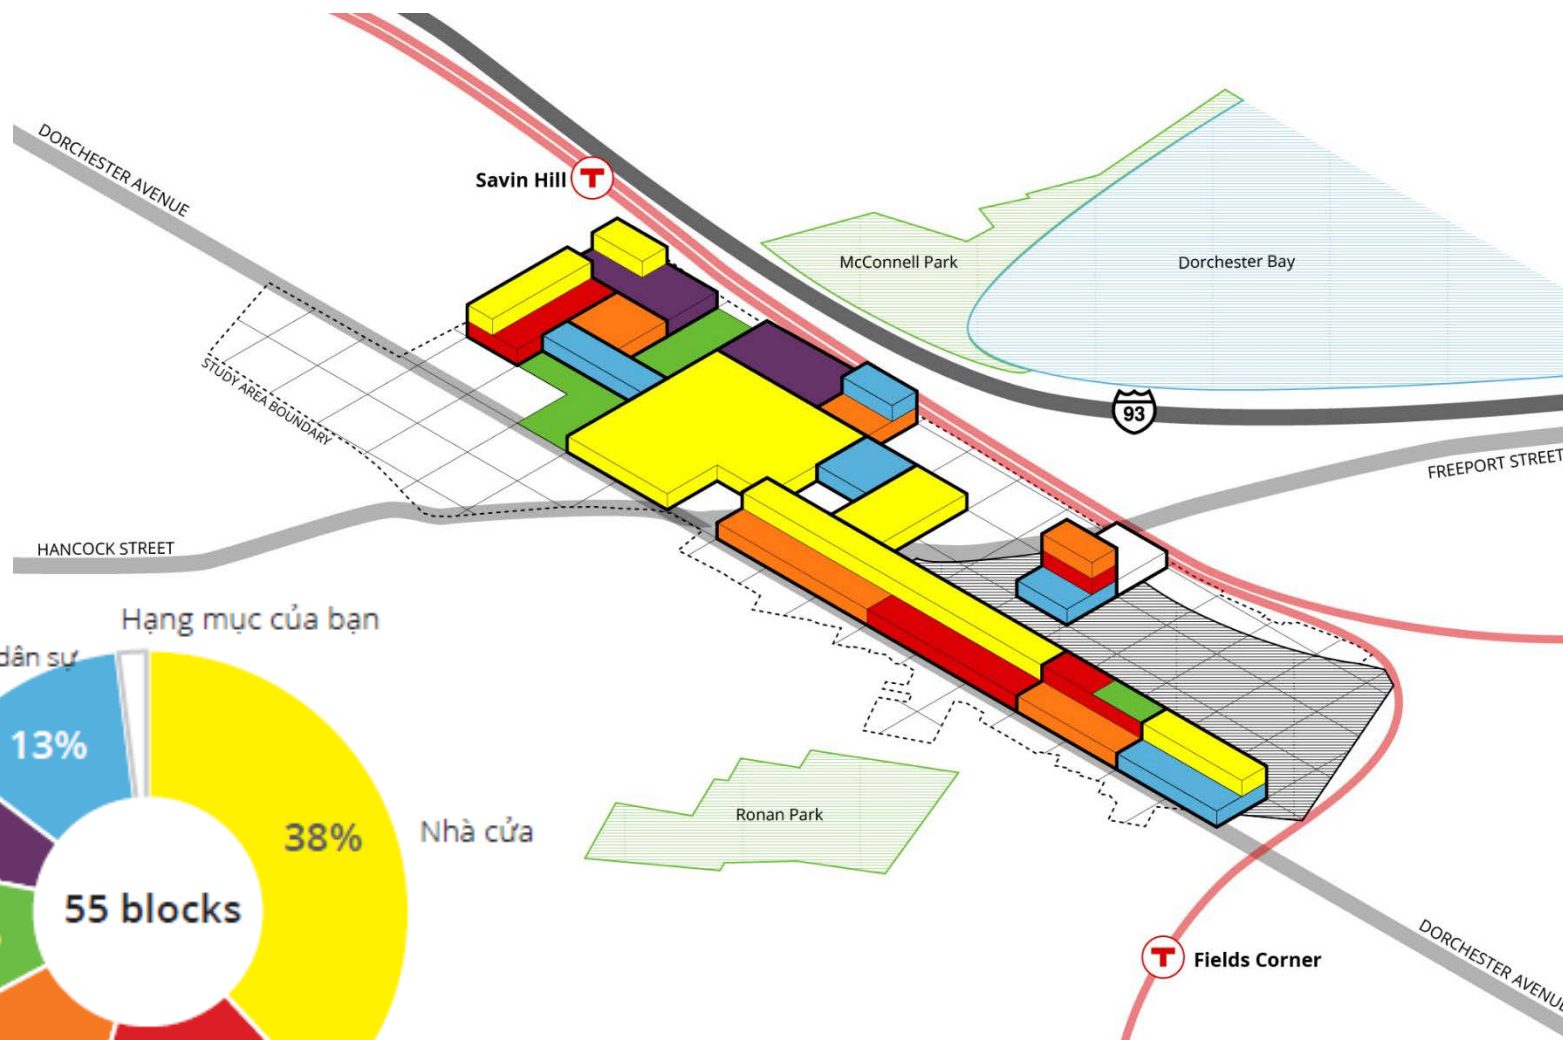 DORCHESTER AVENUE
Savin Hill
T
McConnell Park
Dorchester Bay
STUDY AREA BOUNDARY
93
FREEPORT STREET
HANCOCK STREET
Hạng mục của bạn
dân sự
13%
38%
Nhà cửa
55 blocks
Ronan Park
T
Fields Corner
DORCHESTER AVENUE